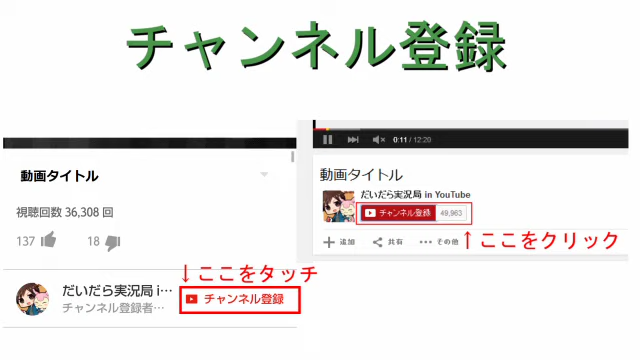 チャンネル登録
動画タイトル
視聴回数 36,308 回
137 18
↓ここをタッチ
だいだら実況局 i…
チャンネル登録者…
チャンネル登録
0:11 / 12:20
動画タイトル
だいだら実況局 in YouTube
チャンネル登録 49,963
追加 共有 その他
↑ここをクリック